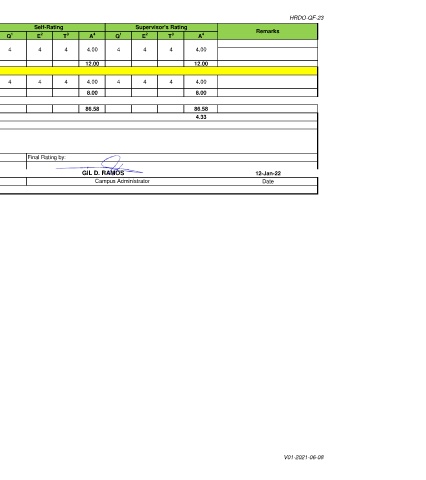 HRDO-QF-23
Self-Rating Supervisor's Rating Remarks
Q¹ E² T³ A⁴ Q¹ E² T³ A⁴
4 4 4 4.00 4 4 4 4.00
12.00 12.00
4 4 4 4.00 4 4 4 4.00
8.00 8.00
86.58 86.58
4.33
Final Rating by:
GIL D. RAMOS 12-Jan-22
Campus Administrator Date
V01-2021-06-08